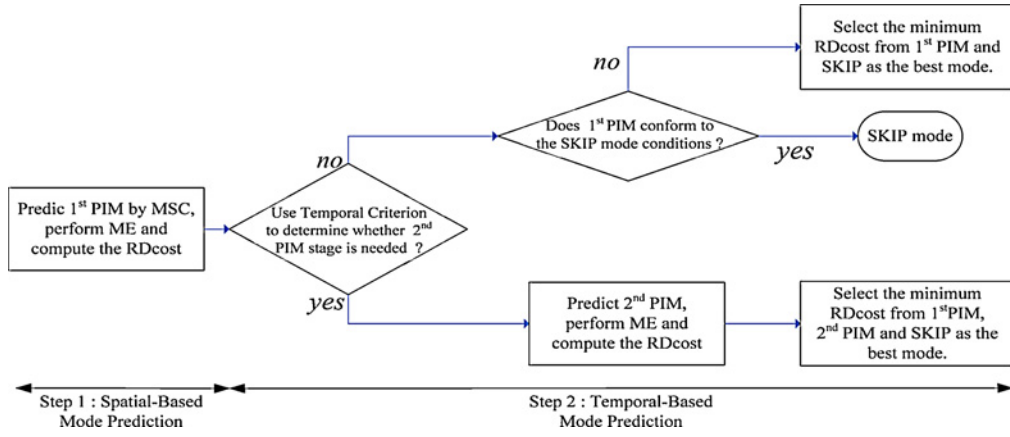 Select the minimum
RDcost from 1st PIM and
SKIP as the best mode.
no
Does 1st PIM conform to
the SKIP mode conditions ?
yes
SKIP mode
no
Predic 1st PIM by MSC,
perform ME and
compute the RDcost
Use Temporal Criterion
to determine whether 2nd
PIM stage is needed ?
yes
Predict 2nd PIM,
perform ME and
compute the RDcost
Select the minimum
RDcost from 1stPIM,
2nd PIM and SKIP as the
best mode.
Step 1 : Spatial-Based
Mode Prediction
Step 2 : Temporal-Based
Mode Prediction